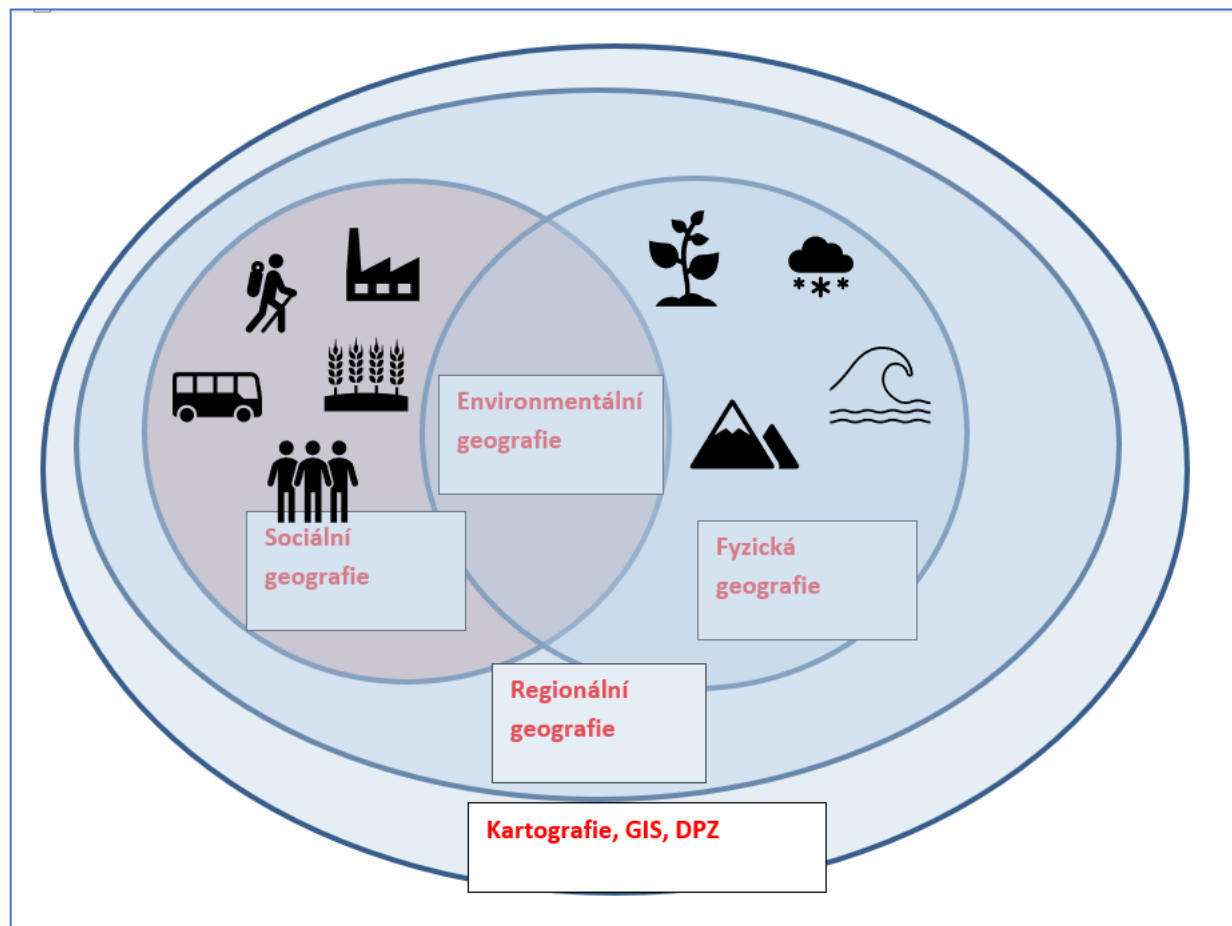 Environmentální
geografie
Sociální
geografie
Fyzická
geografie
Regionální
geografie
Kartografie, GIS, DPZ